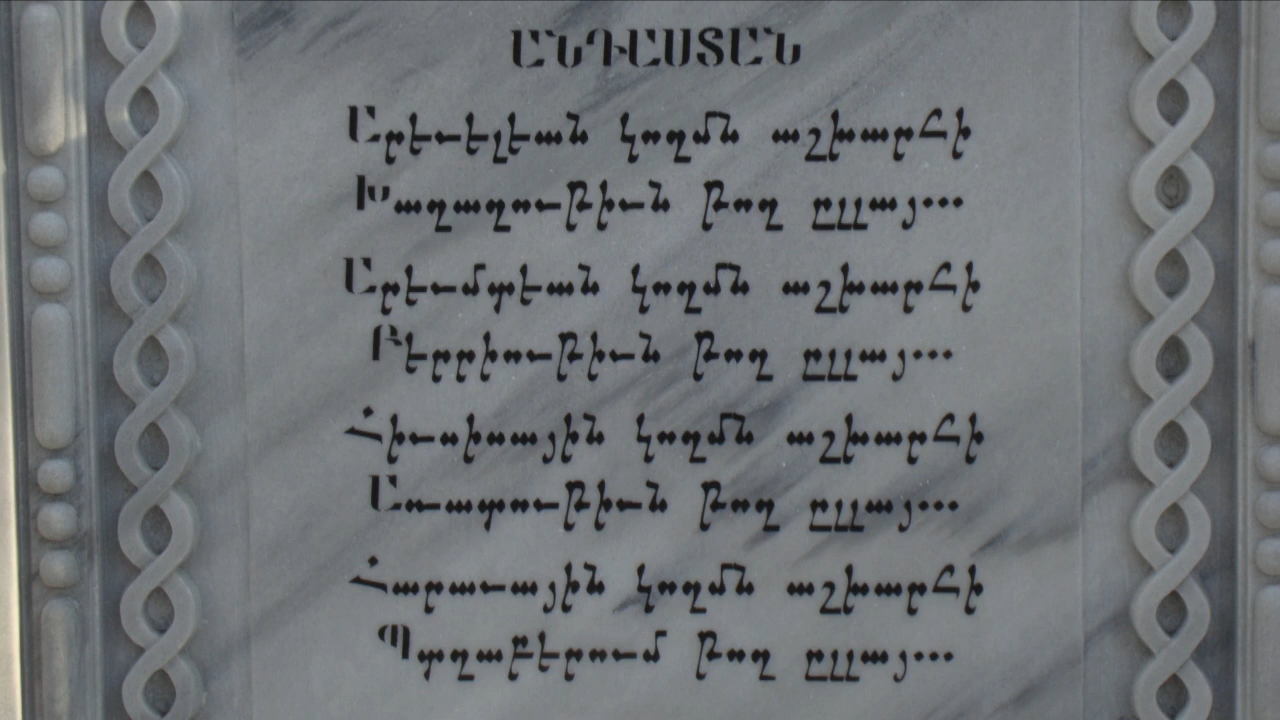 ԱՆԴԱՍՏԱՆ
Արեւելեան կողմն աշխարհի
Խաղաղութիւն թող ըլլայ...
Արեւմտեան կողմն աշխարհի
Բերրիութիւն թող ըլլայ...
Հիւսիսային կողմն աշխարհի
Առատութիւն թող ըլլայ...
Հարաւային կողմն աշխարհի
Պտղաբերում թող ըլլայ...